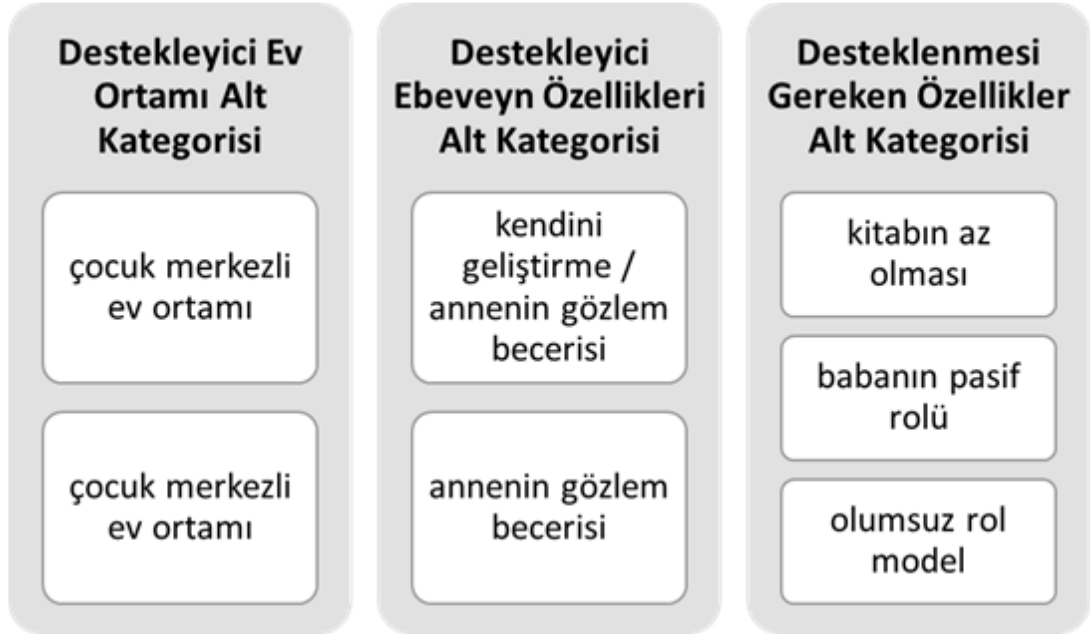 Destekleyici Ev
Ortamı Alt
Kategorisi
çocuk merkezli
ev ortamı
çocuk merkezli
ev ortamı
Destekleyici
Ebeveyn Özellikleri
Alt Kategorisi
kendini
geliştirme /
annenin gözlem
becerisi
annenin gözlem
becerisi
Desteklenmesi
Gereken Özellikler
Alt Kategorisi
kitabın az
olması
babanın pasif
rolü
olumsuz rol
model